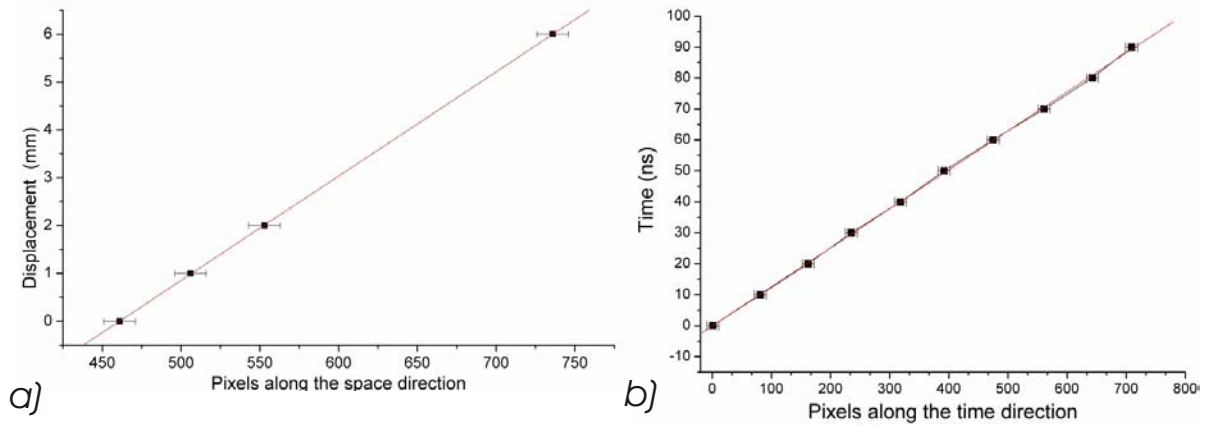 6
5
4
3
2
1
0
Displacement (mm)
450 500 550 600 650 700 750
Pixels along the space direction
a)
100
90
80
70
60
50
40
30
20
10
0
-10
Time (ns)
0 100 200 300 400 500 600 700 800
Pixels along the time direction
b)